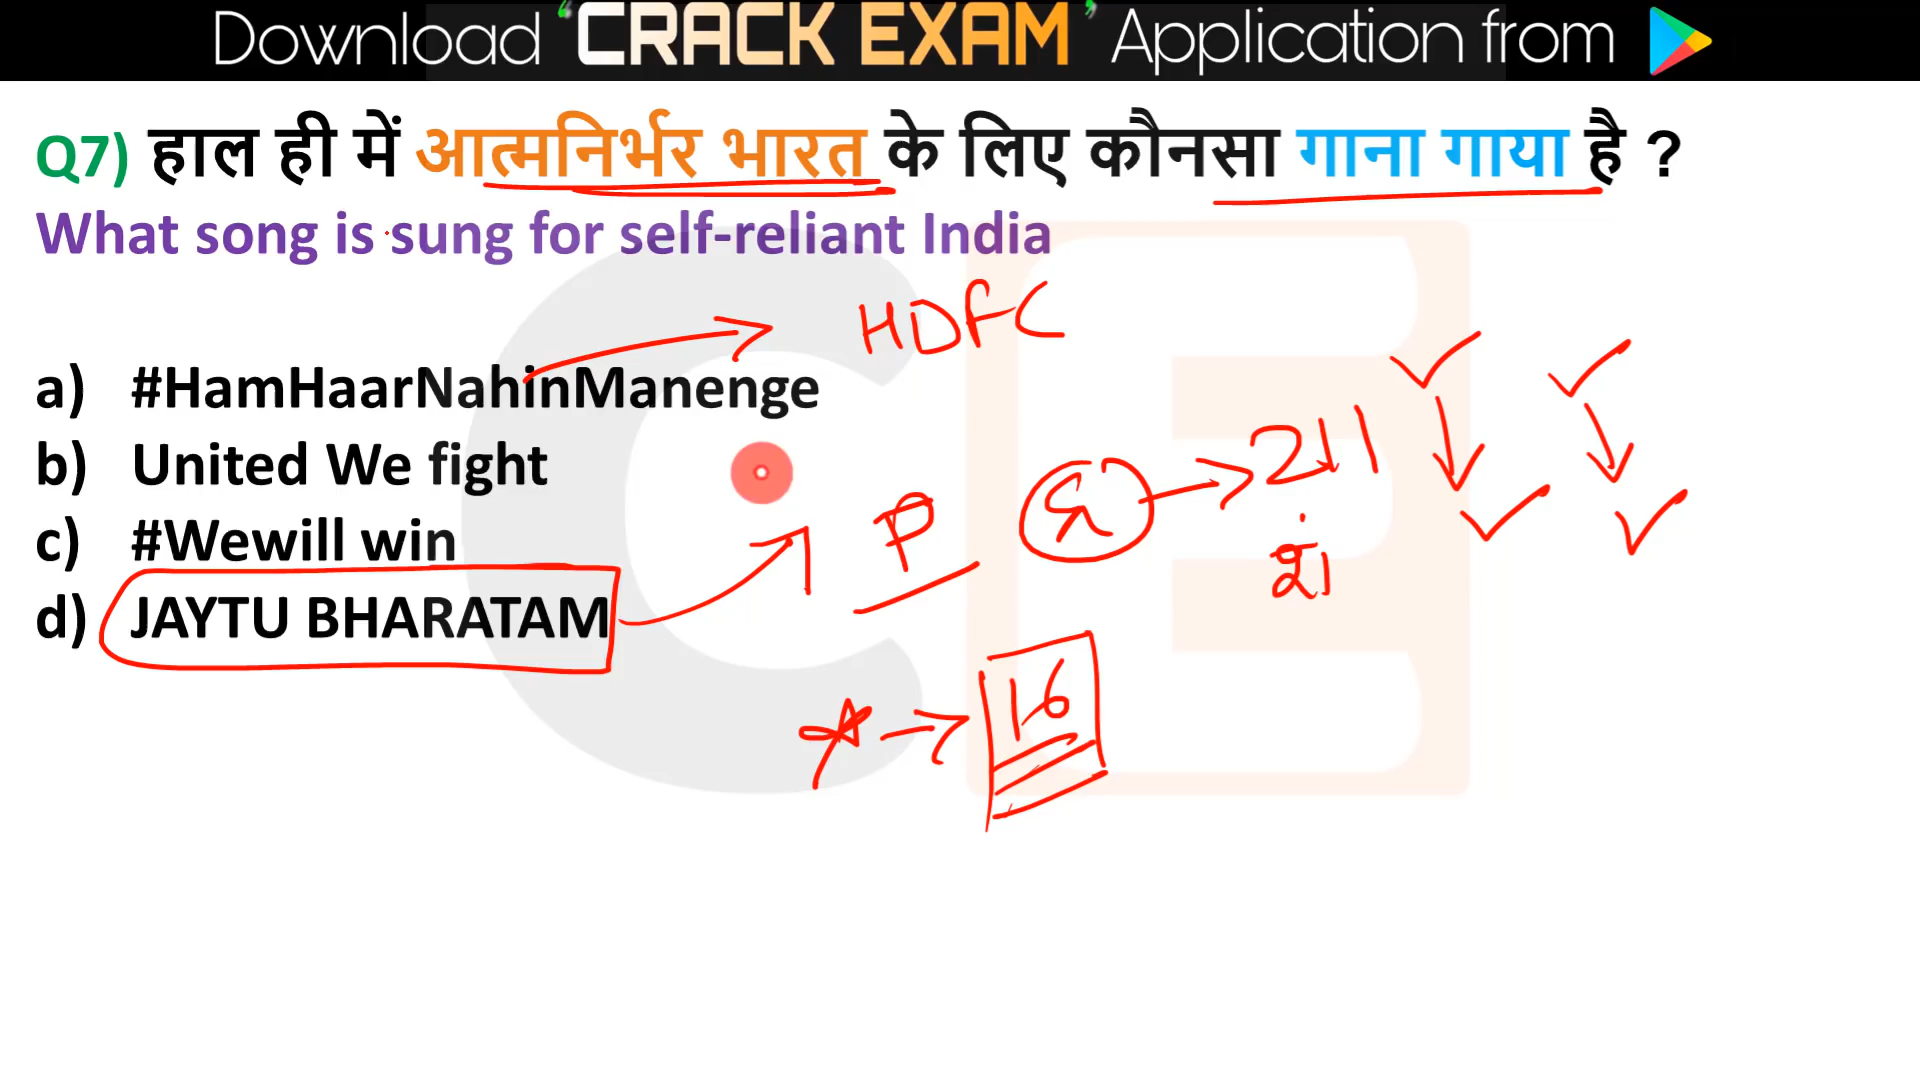 Download 'CRACK EXAM' Application from
Q7) हाल ही में आत्मनिर्भर भारत के लिए कौनसा गाना गाया है ?
What song is sung for self-reliant India
HDFC
a) #HamHaarNahinManenge
b) United We fight
c) #Wewill win
d) JAYTU BHARATAM
P
211
16